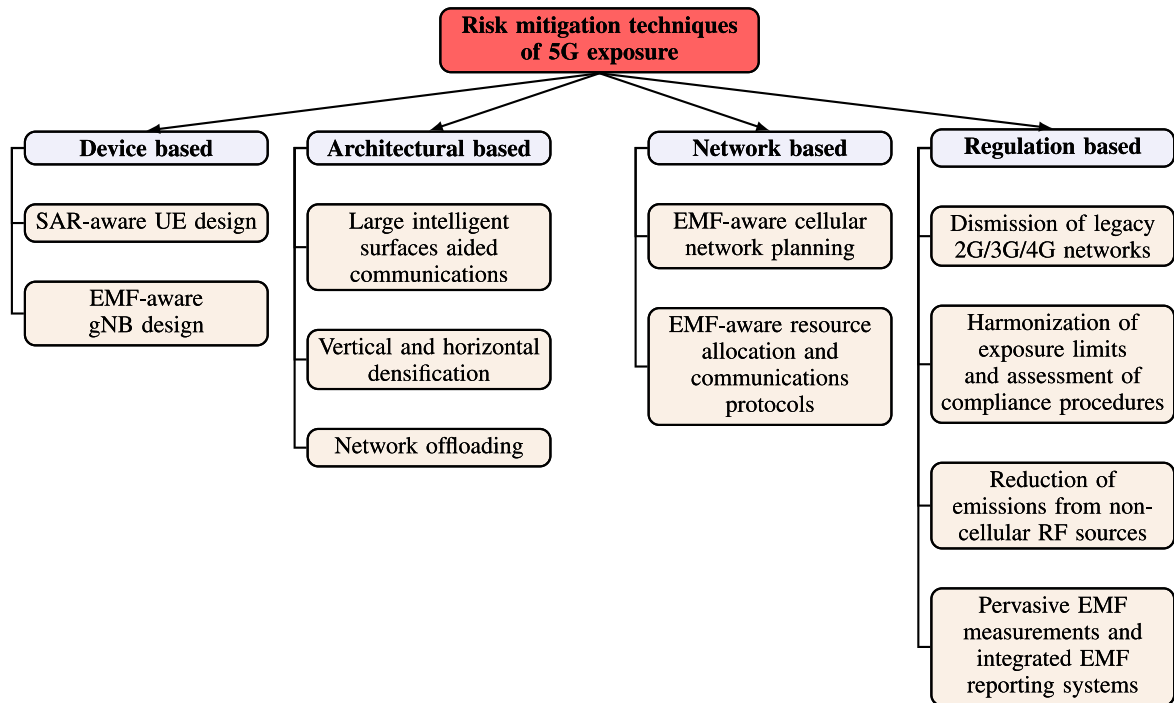 Risk mitigation techniques
of 5G exposure
Device based
SAR-aware UE design
EMF-aware
gNB design
Architectural based
Large intelligent
surfaces aided
communications
Vertical and horizontal
densification
Network offloading
Network based
EMF-aware cellular
network planning
EMF-aware resource
allocation and
communications
protocols
Regulation based
Dismission of legacy
2G/3G/4G networks
Harmonization of
exposure limits
and assessment of
compliance procedures
Reduction of
emissions from non-
cellular RF sources
Pervasive EMF
measurements and
integrated EMF
reporting systems